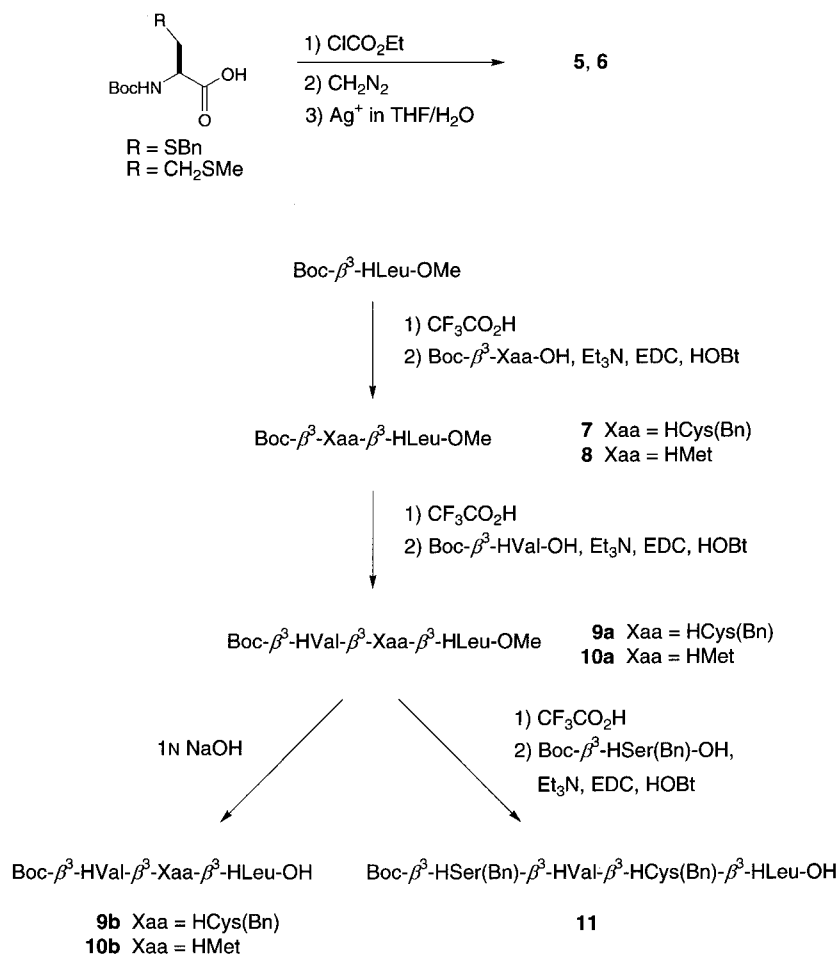 R
BocHN
OH
O
R = SBn
R = CH₂SMe
1) ClCO₂Et
2) CH₂N₂
3) Ag⁺ in THF/H₂O
5, 6
Boc-β³-HLeu-OMe
1) CF₃CO₂H
2) Boc-β³-Xaa-OH, Et₃N, EDC, HOBt
Boc-β³-Xaa-β³-HLeu-OMe
7 Xaa = HCys(Bn)
8 Xaa = HMet
1) CF₃CO₂H
2) Boc-β³-HVal-OH, Et₃N, EDC, HOBt
Boc-β³-HVal-β³-Xaa-β³-HLeu-OMe
9a Xaa = HCys(Bn)
10a Xaa = HMet
1N NaOH
1) CF₃CO₂H
2) Boc-β³-HSer(Bn)-OH,
Et₃N, EDC, HOBt
Boc-β³-HVal-β³-Xaa-β³-HLeu-OH
9b Xaa = HCys(Bn)
10b Xaa = HMet
Boc-β³-HSer(Bn)-β³-HVal-β³-HCys(Bn)-β³-HLeu-OH
11